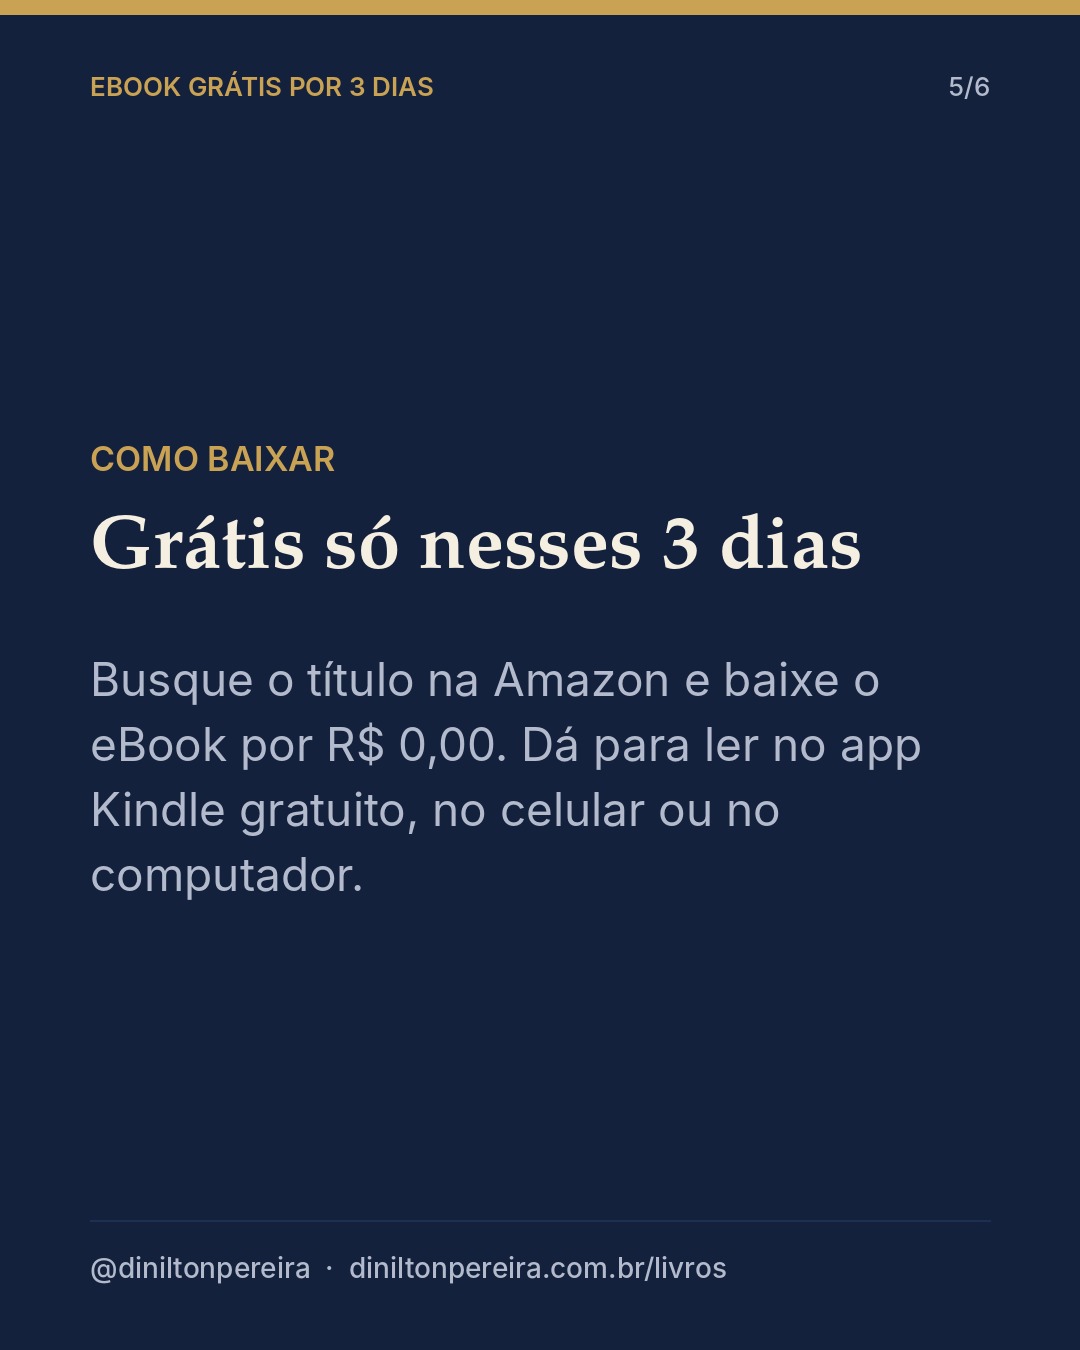 EBOOK GRÁTIS POR 3 DIAS
5/6
COMO BAIXAR
Grátis só nesses 3 dias
Busque o título na Amazon e baixe o
eBook por R$ 0,00. Dá para ler no app
Kindle gratuito, no celular ou no
computador.
@diniltonpereira · diniltonpereira.com.br/livros